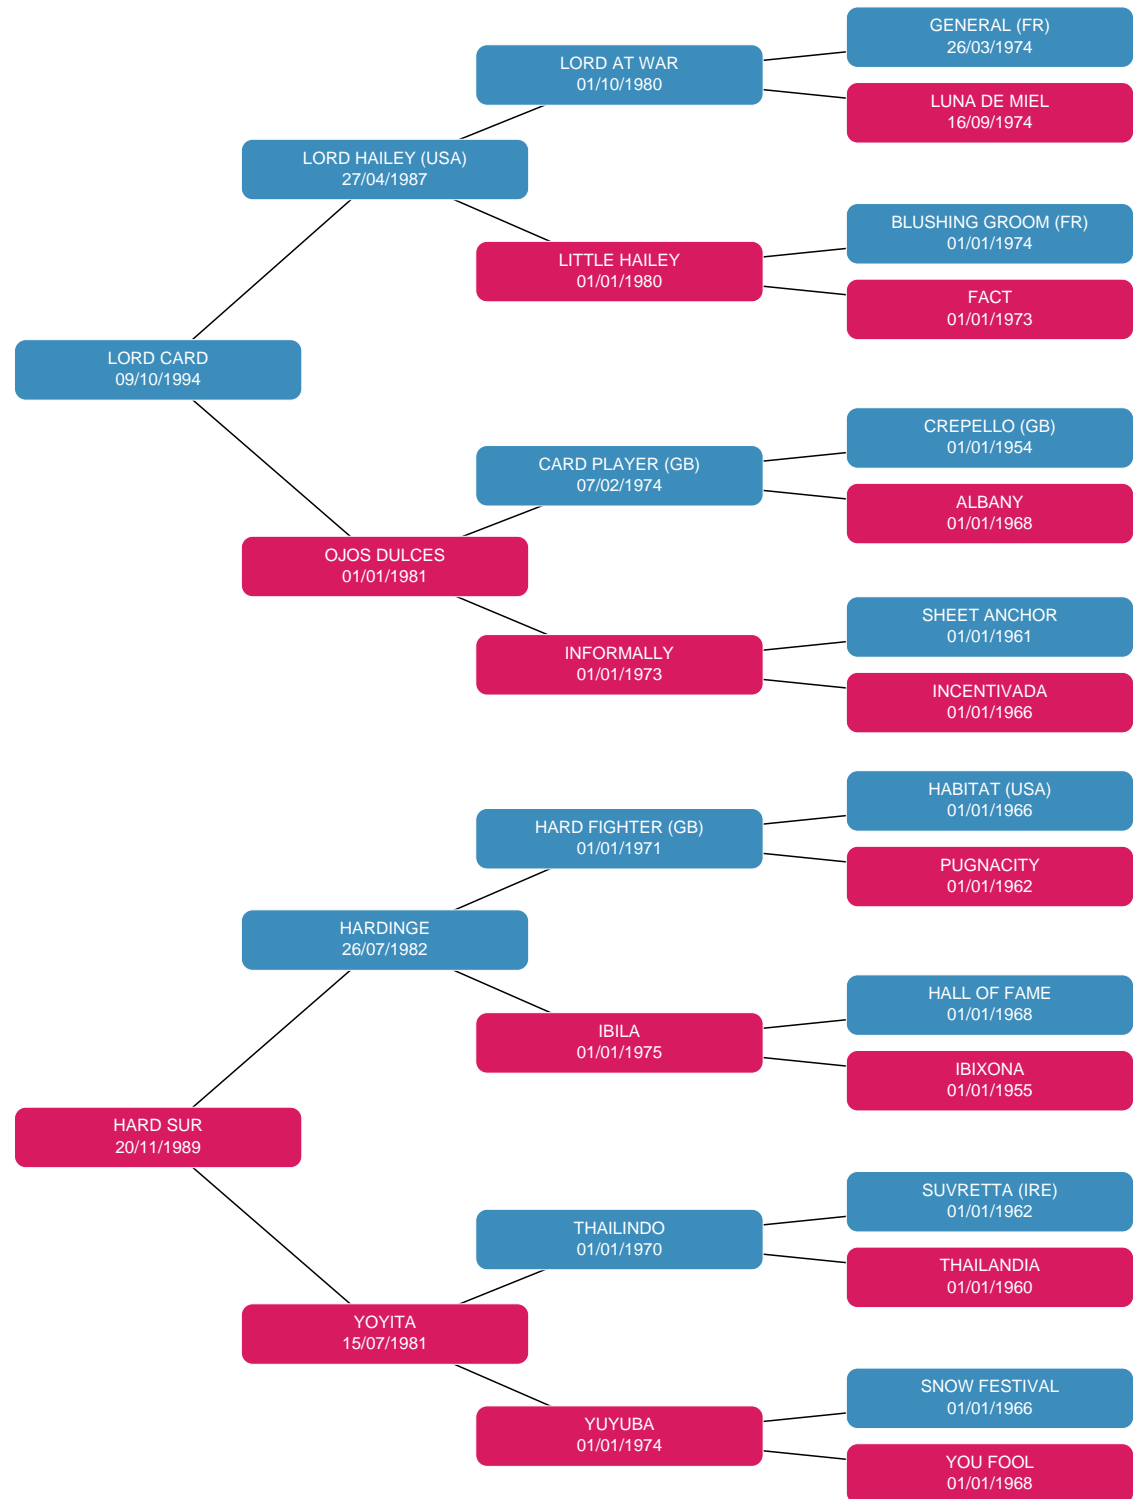 GENERAL (FR)
26/03/1974
LORD AT WAR
01/10/1980
LUNA DE MIEL
16/09/1974
LORD HAILEY (USA)
27/04/1987
BLUSHING GROOM (FR)
01/01/1974
LITTLE HAILEY
01/01/1980
FACT
01/01/1973
LORD CARD
09/10/1994
CREPELLO (GB)
01/01/1954
CARD PLAYER (GB)
07/02/1974
ALBANY
01/01/1968
OJOS DULCES
01/01/1981
SHEET ANCHOR
01/01/1961
INFORMALLY
01/01/1973
INCENTIVADA
01/01/1966
HABITAT (USA)
01/01/1966
HARD FIGHTER (GB)
01/01/1971
PUGNACITY
01/01/1962
HARDINGE
26/07/1982
HALL OF FAME
01/01/1968
IBILA
01/01/1975
IBIXONA
01/01/1955
HARD SUR
20/11/1989
SUVRETTA (IRE)
01/01/1962
THAILINDO
01/01/1970
THAILANDIA
01/01/1960
YOYITA
15/07/1981
SNOW FESTIVAL
01/01/1966
YUYUBA
01/01/1974
YOU FOOL
01/01/1968